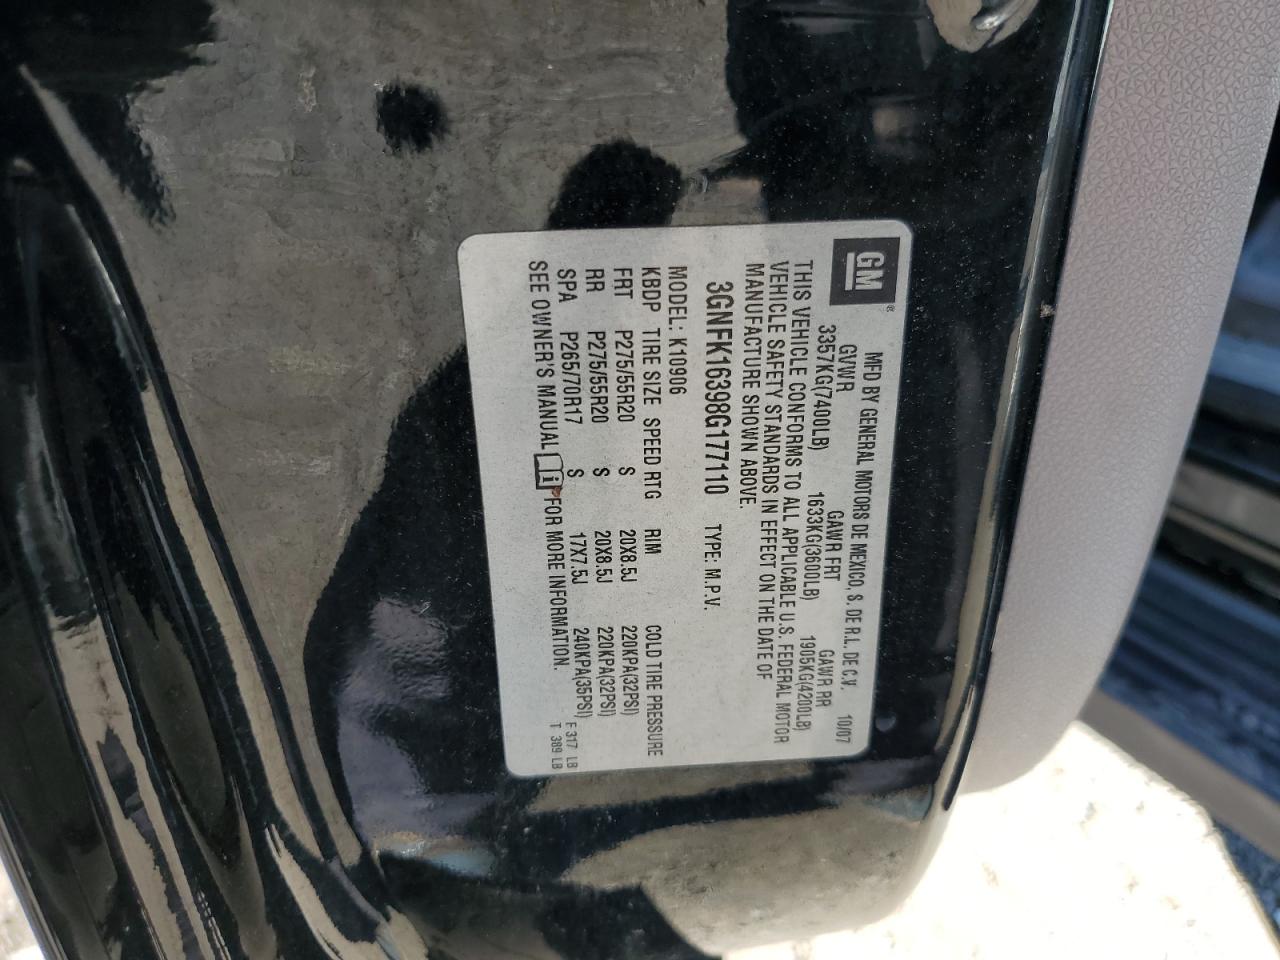 GM ®
MFD BY GENERAL MOTORS DE MEXICO, S. DE R.L. DE C.V. 10/07
GVWR GAWR FRT GAWR RR
3357KG(7400LB) 1633KG(3600LB) 1905KG(4200LB)
THIS VEHICLE CONFORMS TO ALL APPLICABLE U.S. FEDERAL MOTOR
VEHICLE SAFETY STANDARDS IN EFFECT ON THE DATE OF
MANUFACTURE SHOWN ABOVE.
3GNFK16398G177110 TYPE: M.P.V.
MODEL: K10906
KBDP TIRE SIZE SPEED RTG RIM COLD TIRE PRESSURE
FRT P275/55R20 S 20X8.5J 220KPA(32PSI)
RR P275/55R20 S 20X8.5J 220KPA(32PSI)
SPA P265/70R17 S 17X7.5J 240KPA(35PSI) F 317 LB
SEE OWNER'S MANUAL i FOR MORE INFORMATION. T 389 LB